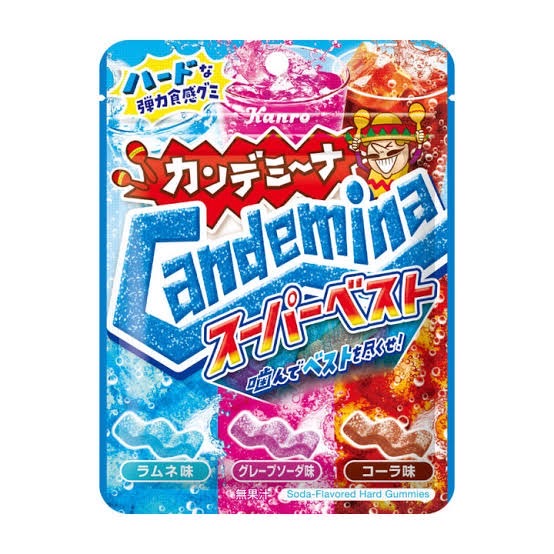 ハードな
弾力食感グミ
Kanro
カンデミ〜ナ
Candemina
スーパーベスト
噛んでベストを尽くせ!
ラムネ味
グレープソーダ味
コーラ味
無果汁
Soda-Flavored Hard Gummies